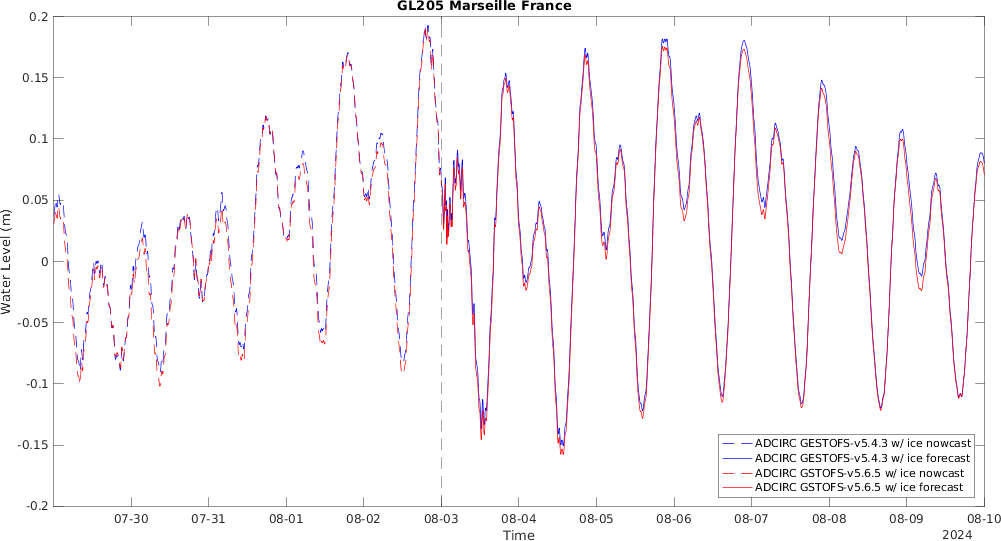 GL205 Marseille France
0.2
0.15
0.1
0.05
0
-0.05
-0.1
-0.15
-0.2
Water Level (m)
ADCIRC GESTOFS-v5.4.3 w/ ice nowcast
ADCIRC GESTOFS-v5.4.3 w/ ice forecast
ADCIRC GSTOFS-v5.6.5 w/ ice nowcast
ADCIRC GSTOFS-v5.6.5 w/ ice forecast
07-30 07-31 08-01 08-02 08-03 08-04 08-05 08-06 08-07 08-08 08-09 08-10
Time
2024